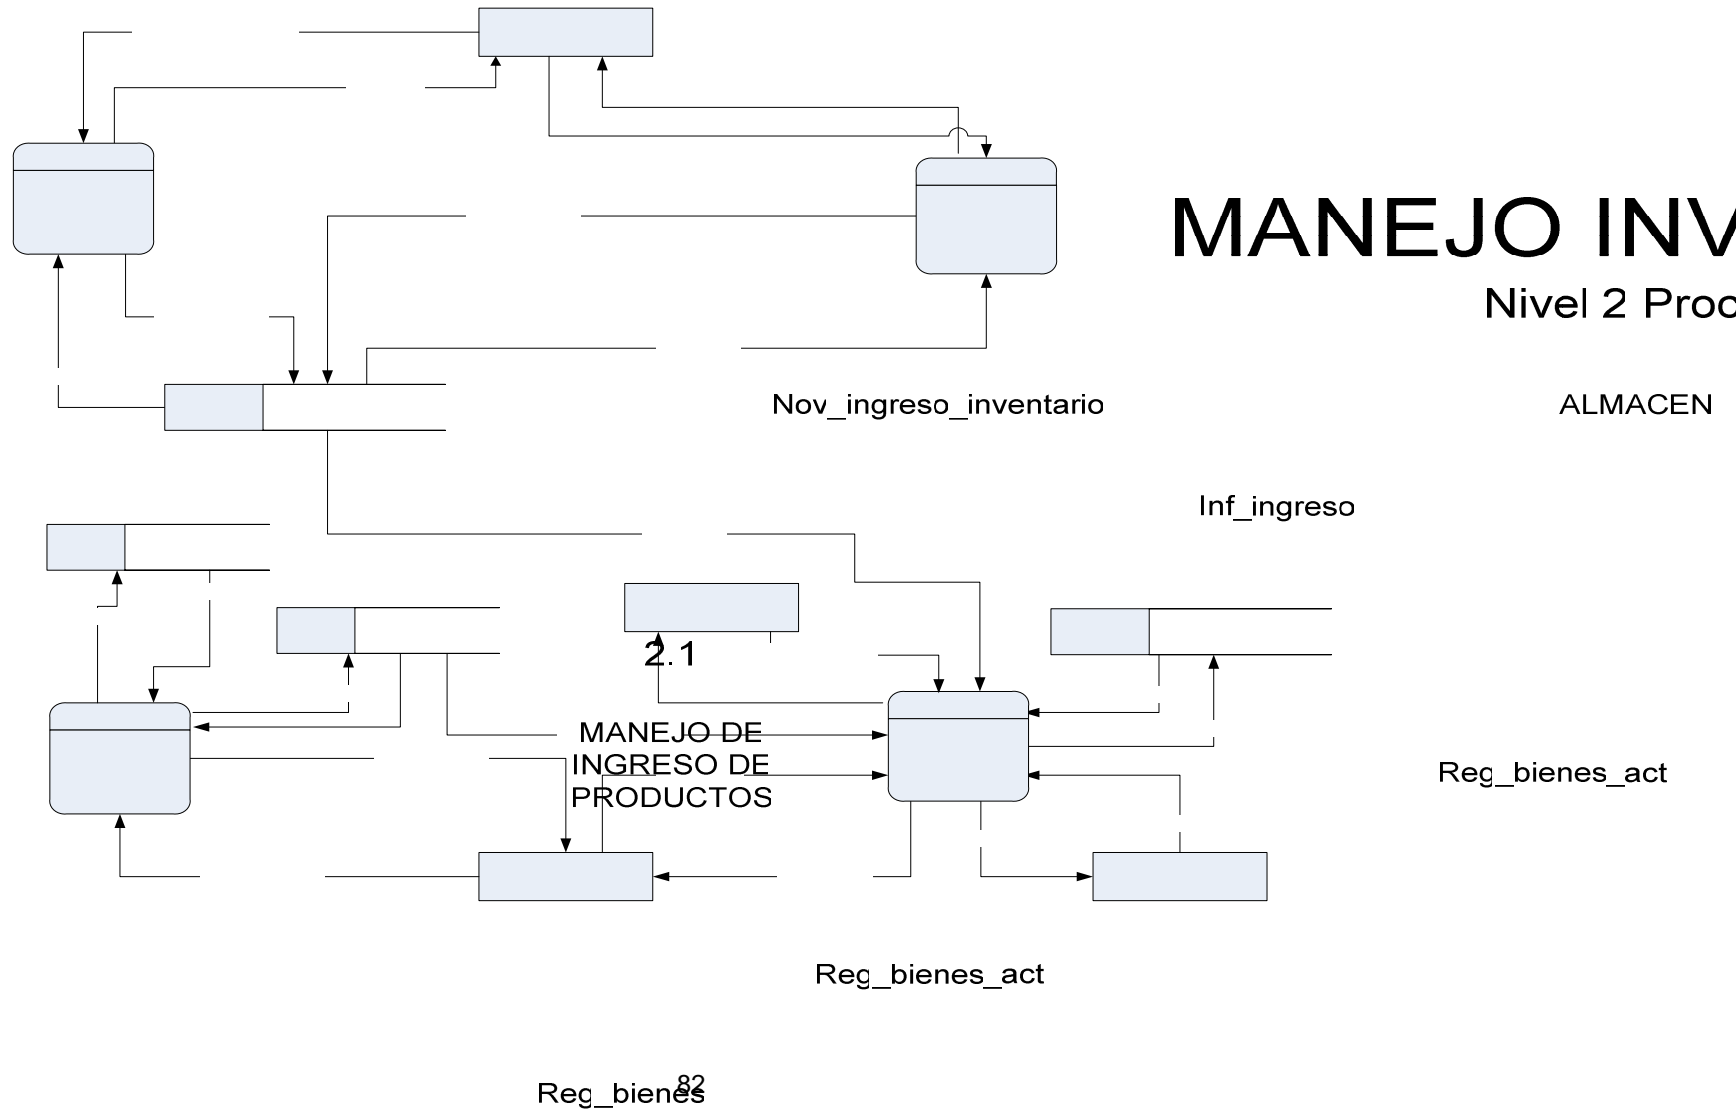 MANEJO INV
Nivel 2 Proc
Nov_ingreso_inventario
ALMACEN
Inf_ingreso
2.1
MANEJO DE
INGRESO DE
PRODUCTOS
Reg_bienes_act
Reg_bienes_act
Reg_bienes
82